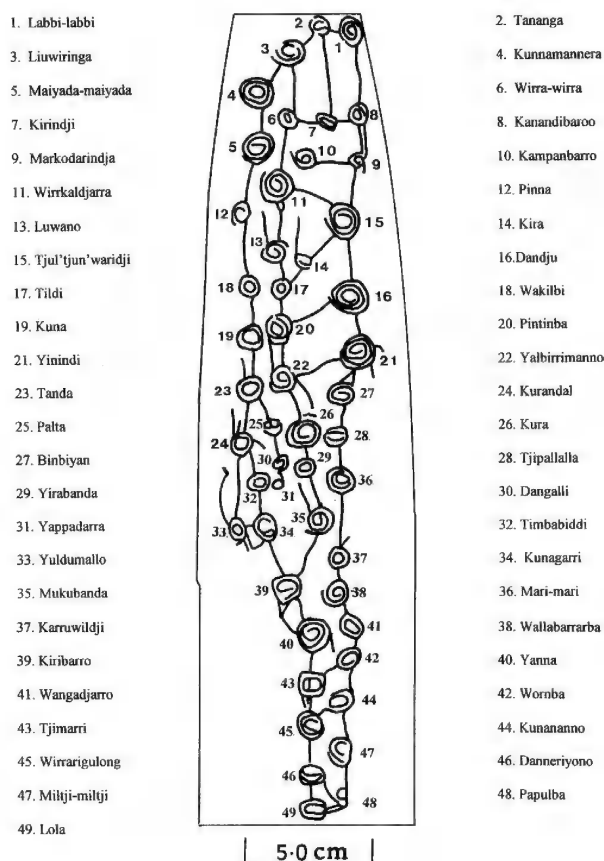 1. Labbi-labbi
2. Tananga
3. Liuwiringa
4. Kunnamannera
5. Maiyada-maiyada
6. Wirra-wirra
7. Kirindji
8. Kanandibaroo
9. Markodarindja
10. Kampanbarro
11. Wirrkaldjarra
12. Pinna
13. Luwano
14. Kira
15. Tjul'tjun'waridji
16.Dandju
17. Tildi
18. Wakilbi
19. Kuna
20. Pintinba
21. Yinindi
22. Yalbirrimanno
23. Tanda
24. Kurandal
25. Palta
26. Kura
27. Binbiyan
28. Tjipallalla
29. Yirabanda
30. Dangalli
31. Yappadarra
32. Timbabiddi
33. Yuldumallo
34. Kunagarri
35. Mukubanda
36. Mari-mari
37. Karruwildji
38. Wallabarrarba
39. Kiribarro
40. Yanna
41. Wangadjarro
42. Wornba
43. Tjimarri
44. Kunananno
45. Wirrarigulong
46. Danneriyono
47. Miltji-miltji
48. Papulba
49. Lola
2
1
3
4
6
7
8
5
10
9
11
12
15
13
14
18
17
16
20
19
21
22
23
27
26
25
24
28
30
29
32
31
36
35
33
34
37
39
38
41
40
42
43
44
45
47
46
48
49
5·0 cm